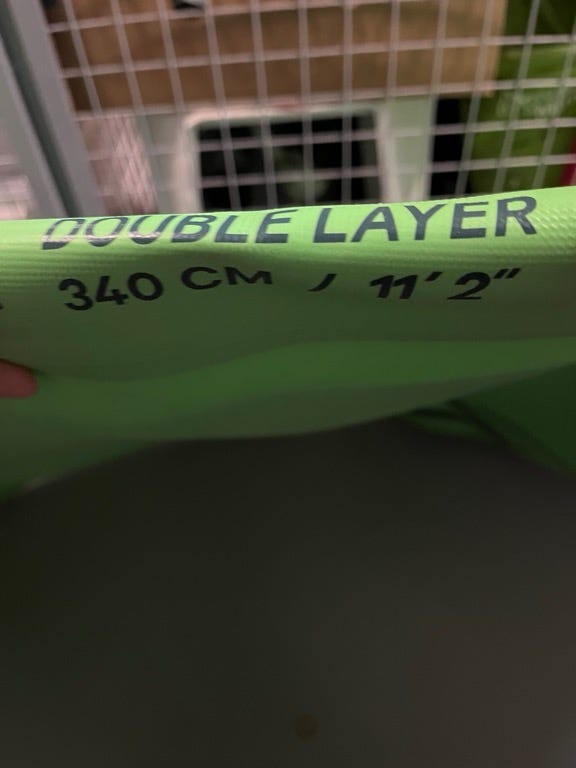 DOUBLE LAYER
340 CM / 11' 2"